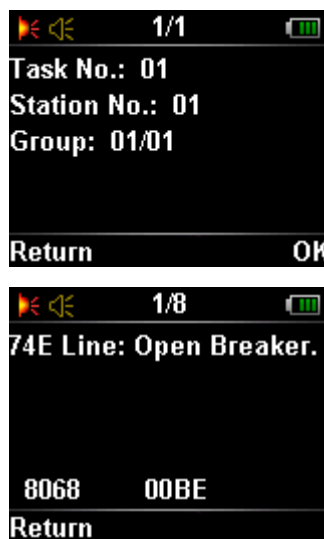 1/1
Task No.: 01
Station No.: 01
Group: 01/01
Return OK
1/8
74E Line: Open Breaker.
8068 00BE
Return